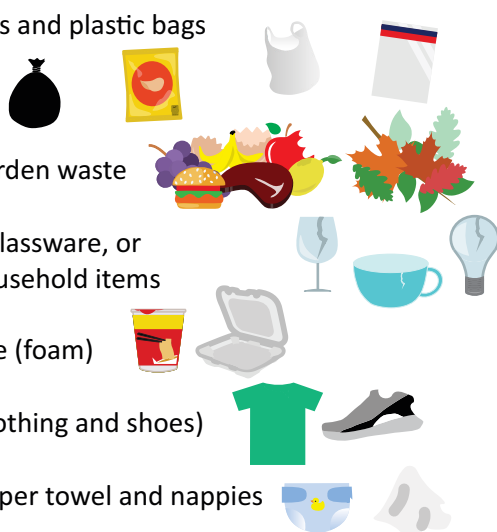 s and plastic bags
rden waste
lassware, or
usehold items
e (foam)
othing and shoes)
per towel and nappies